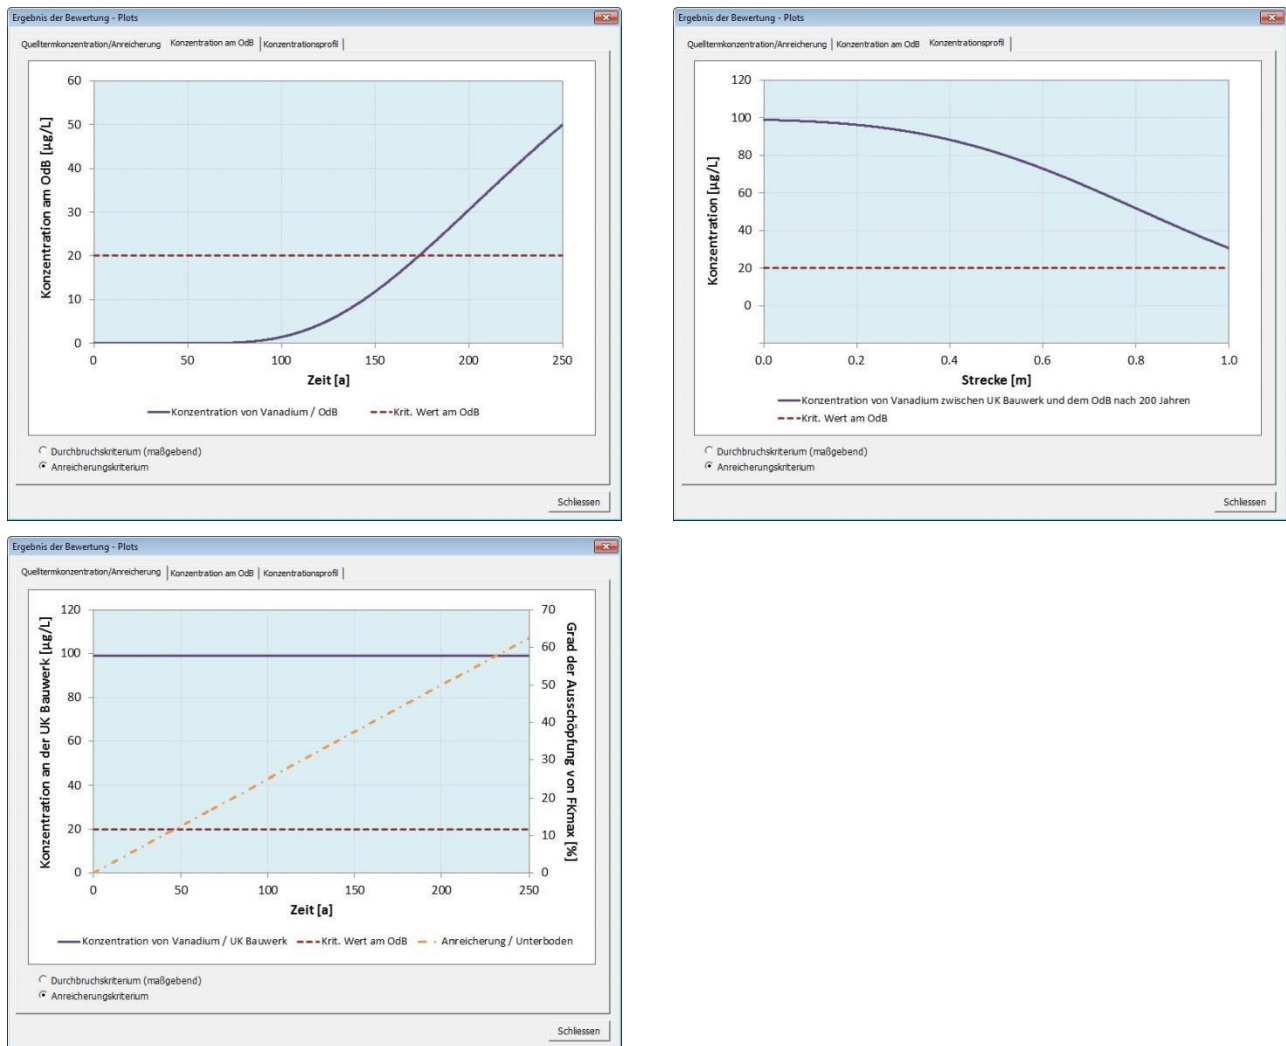 Ergebnis der Bewertung - Plots
Quelltermkonzentration/Anreicherung Konzentration am OdB Konzentrationsprofil
60
50
40
30
20
10
0
Konzentration am OdB [µg/L]
0 50 100 150 200 250
Zeit [a]
Konzentration von Vanadium / OdB Krit. Wert am OdB
Durchbruchskriterium (maßgebend)
Anreicherungskriterium
Schliessen
Ergebnis der Bewertung - Plots
Quelltermkonzentration/Anreicherung Konzentration am OdB Konzentrationsprofil
120
100
80
60
40
20
0
Konzentration [µg/L]
0.0 0.2 0.4 0.6 0.8 1.0
Strecke [m]
Konzentration von Vanadium zwischen UK Bauwerk und dem OdB nach 200 Jahren
Krit. Wert am OdB
Durchbruchskriterium (maßgebend)
Anreicherungskriterium
Schliessen
Ergebnis der Bewertung - Plots
Quelltermkonzentration/Anreicherung Konzentration am OdB Konzentrationsprofil
120
100
80
60
40
20
0
Konzentration an der UK Bauwerk [µg/L]
70
60
50
40
30
20
10
0
Grad der Ausschöpfung von FKmax [%]
0 50 100 150 200 250
Zeit [a]
Konzentration von Vanadium / UK Bauwerk Krit. Wert am OdB Anreicherung / Unterboden
Durchbruchskriterium (maßgebend)
Anreicherungskriterium
Schliessen